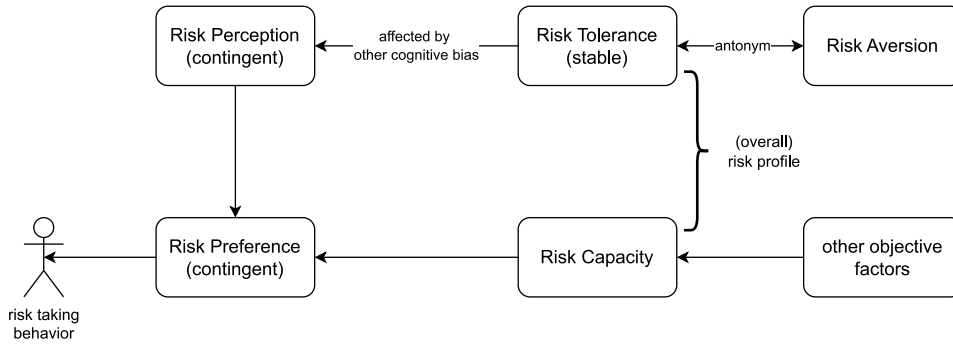 Risk Perception
(contingent)
affected by
other cognitive bias
Risk Tolerance
(stable)
antonym
Risk Aversion
(overall)
risk profile
Risk Preference
(contingent)
Risk Capacity
other objective
factors
risk taking
behavior